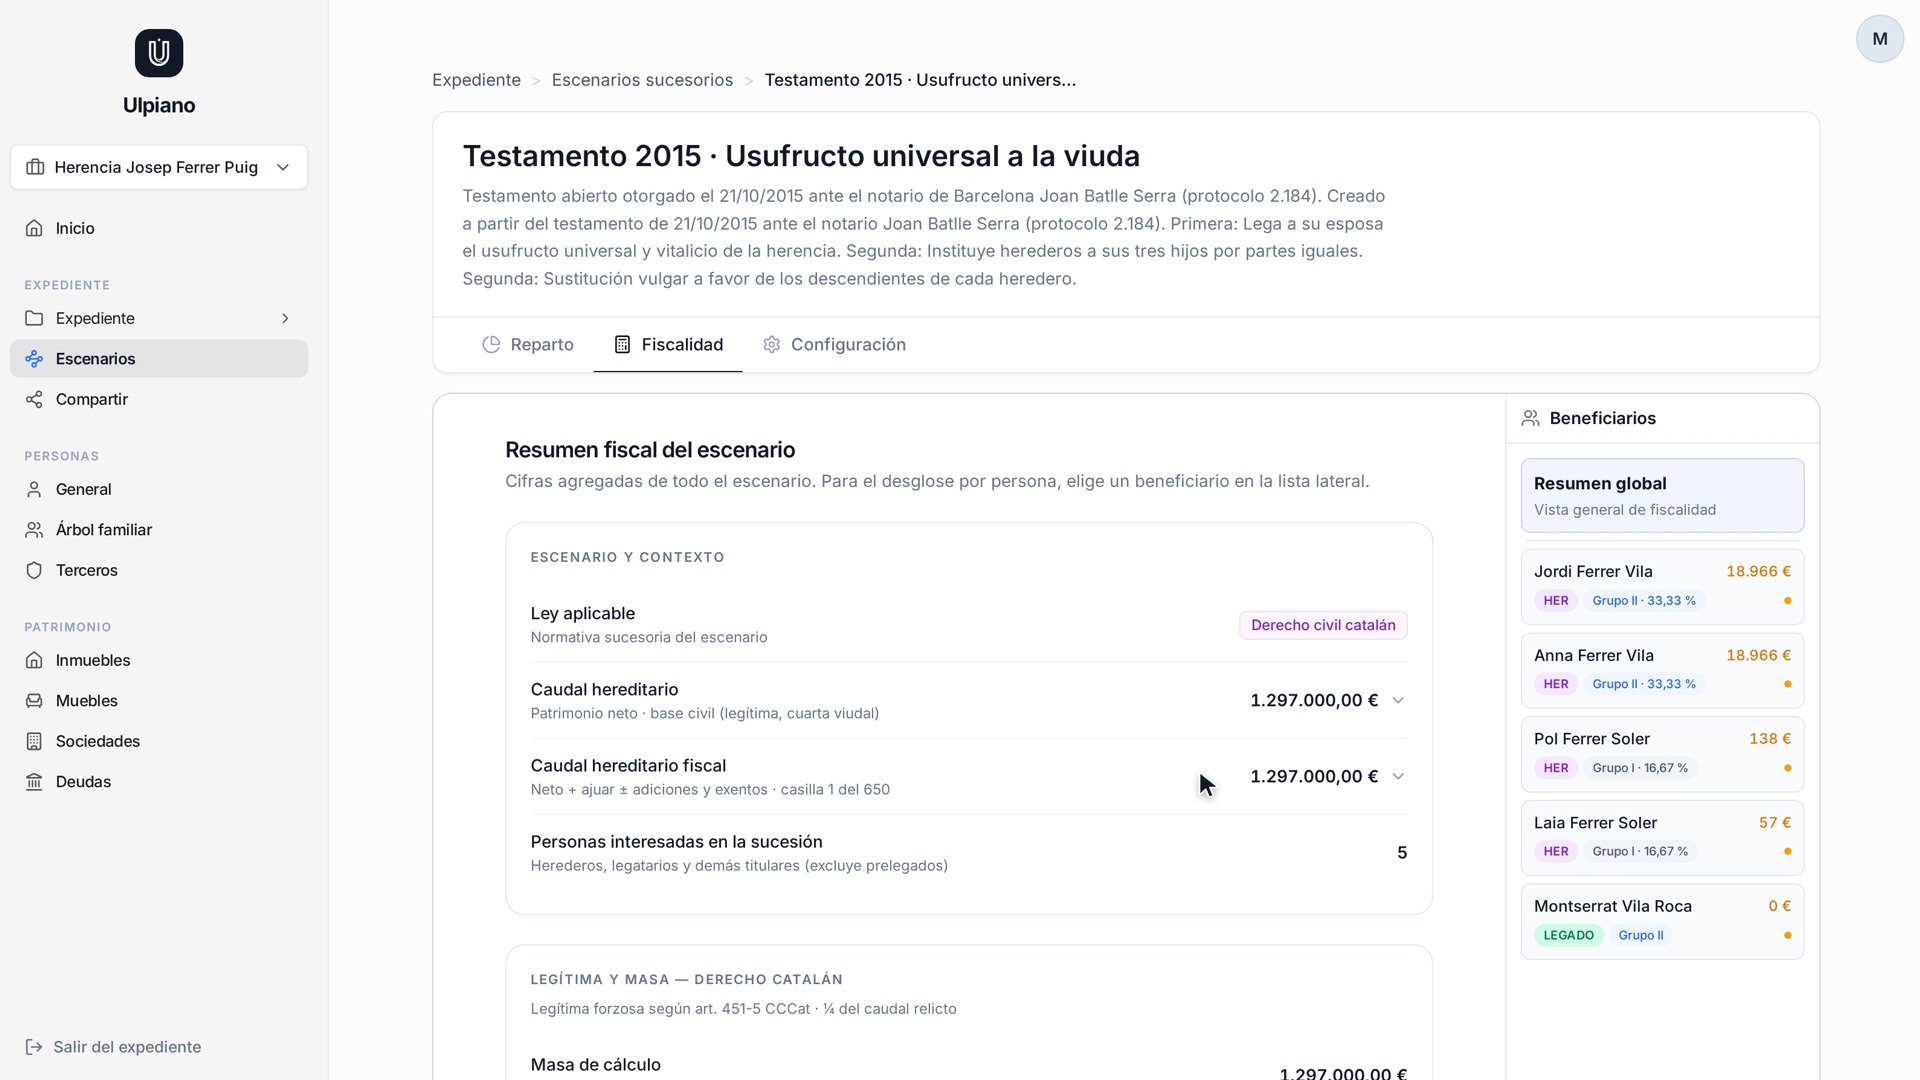 Ulpiano
Herencia Josep Ferrer Puig
Inicio
EXPEDIENTE
Expediente
Escenarios
Compartir
PERSONAS
General
Árbol familiar
Terceros
PATRIMONIO
Inmuebles
Muebles
Sociedades
Deudas
Salir del expediente
M
Expediente > Escenarios sucesorios > Testamento 2015 · Usufructo univers...
Testamento 2015 · Usufructo universal a la viuda
Testamento abierto otorgado el 21/10/2015 ante el notario de Barcelona Joan Batlle Serra (protocolo 2.184). Creado
a partir del testamento de 21/10/2015 ante el notario Joan Batlle Serra (protocolo 2.184). Primera: Lega a su esposa
el usufructo universal y vitalicio de la herencia. Segunda: Instituye herederos a sus tres hijos por partes iguales.
Segunda: Sustitución vulgar a favor de los descendientes de cada heredero.
Reparto
Fiscalidad
Configuración
Resumen fiscal del escenario
Cifras agregadas de todo el escenario. Para el desglose por persona, elige un beneficiario en la lista lateral.
ESCENARIO Y CONTEXTO
Ley aplicable
Normativa sucesoria del escenario
Derecho civil catalán
Caudal hereditario
Patrimonio neto · base civil (legítima, cuarta viudal)
1.297.000,00 €
Caudal hereditario fiscal
Neto + ajuar ± adiciones y exentos · casilla 1 del 650
1.297.000,00 €
Personas interesadas en la sucesión
Herederos, legatarios y demás titulares (excluye prelegados)
5
LEGÍTIMA Y MASA — DERECHO CATALÁN
Legítima forzosa según art. 451-5 CCCat · ¼ del caudal relicto
Masa de cálculo
1.297.000,00 €
Beneficiarios
Resumen global
Vista general de fiscalidad
Jordi Ferrer Vila 18.966 €
HER Grupo II · 33,33 %
Anna Ferrer Vila 18.966 €
HER Grupo II · 33,33 %
Pol Ferrer Soler 138 €
HER Grupo I · 16,67 %
Laia Ferrer Soler 57 €
HER Grupo I · 16,67 %
Montserrat Vila Roca 0 €
LEGADO Grupo II